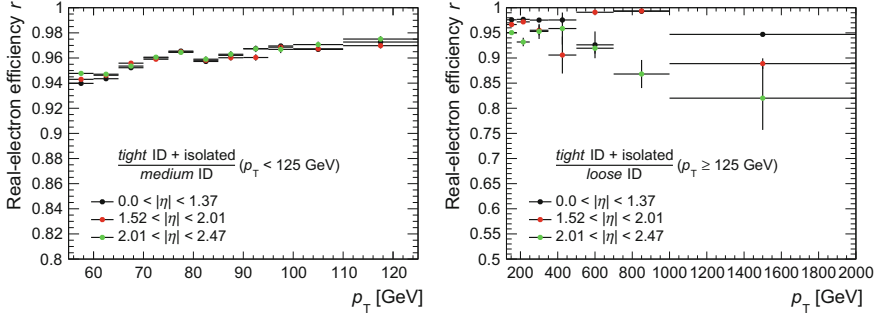 Real-electron efficiency r
1
0.98
0.96
0.94
0.92
0.9
0.88
0.86
0.84
0.82
0.8
tight ID + isolated
medium ID
(pT < 125 GeV)
0.0 < |η| < 1.37
1.52 < |η| < 2.01
2.01 < |η| < 2.47
60 70 80 90 100 110 120
pT [GeV]
Real-electron efficiency r
1
0.95
0.9
0.85
0.8
0.75
0.7
0.65
0.6
0.55
0.5
tight ID + isolated
loose ID
(pT ≥ 125 GeV)
0.0 < |η| < 1.37
1.52 < |η| < 2.01
2.01 < |η| < 2.47
200 400 600 800 1000 1200 1400 1600 1800 2000
pT [GeV]